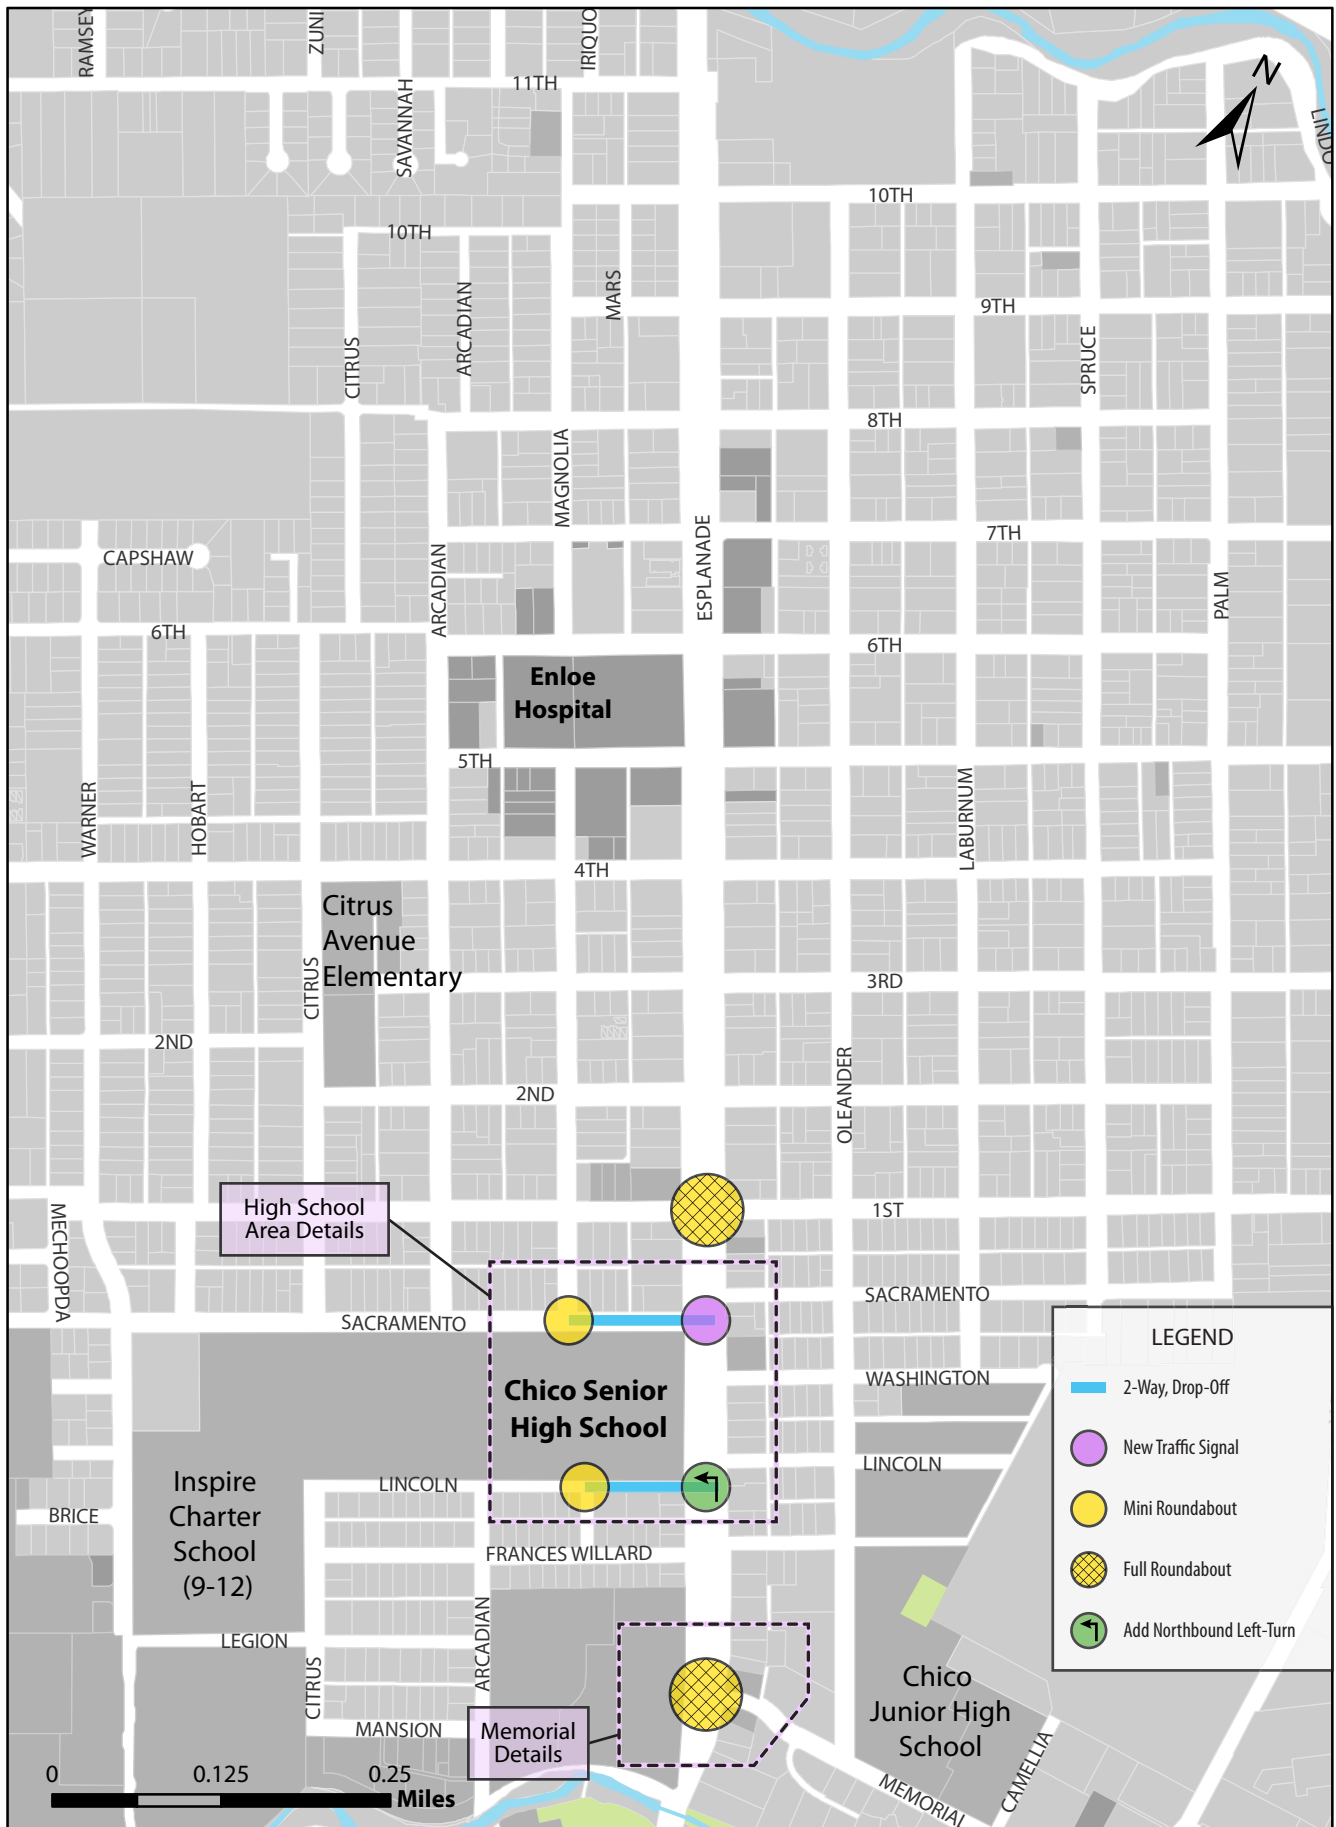 RAMSEY
ZUNI
IRIQUO
11TH
SAVANNAH
N
LINDO
10TH
10TH
MARS
9TH
ARCADIAN
CITRUS
SPRUCE
8TH
MAGNOLIA
7TH
ESPLANADE
CAPSHAW
ARCADIAN
PALM
6TH
6TH
Enloe
Hospital
5TH
WARNER
HOBART
LABURNUM
4TH
Citrus
Avenue
Elementary
CITRUS
3RD
2ND
2ND
OLEANDER
High School
Area Details
1ST
MECHOOPDA
SACRAMENTO
SACRAMENTO
LEGEND
2-Way, Drop-Off
New Traffic Signal
Mini Roundabout
Full Roundabout
Add Northbound Left-Turn
WASHINGTON
Chico Senior
High School
LINCOLN
LINCOLN
Inspire
Charter
School
(9-12)
BRICE
FRANCES WILLARD
LEGION
ARCADIAN
CITRUS
Chico
Junior High
School
MANSION
Memorial
Details
CAMELLIA
MEMORIAL
0 0.125 0.25
Miles